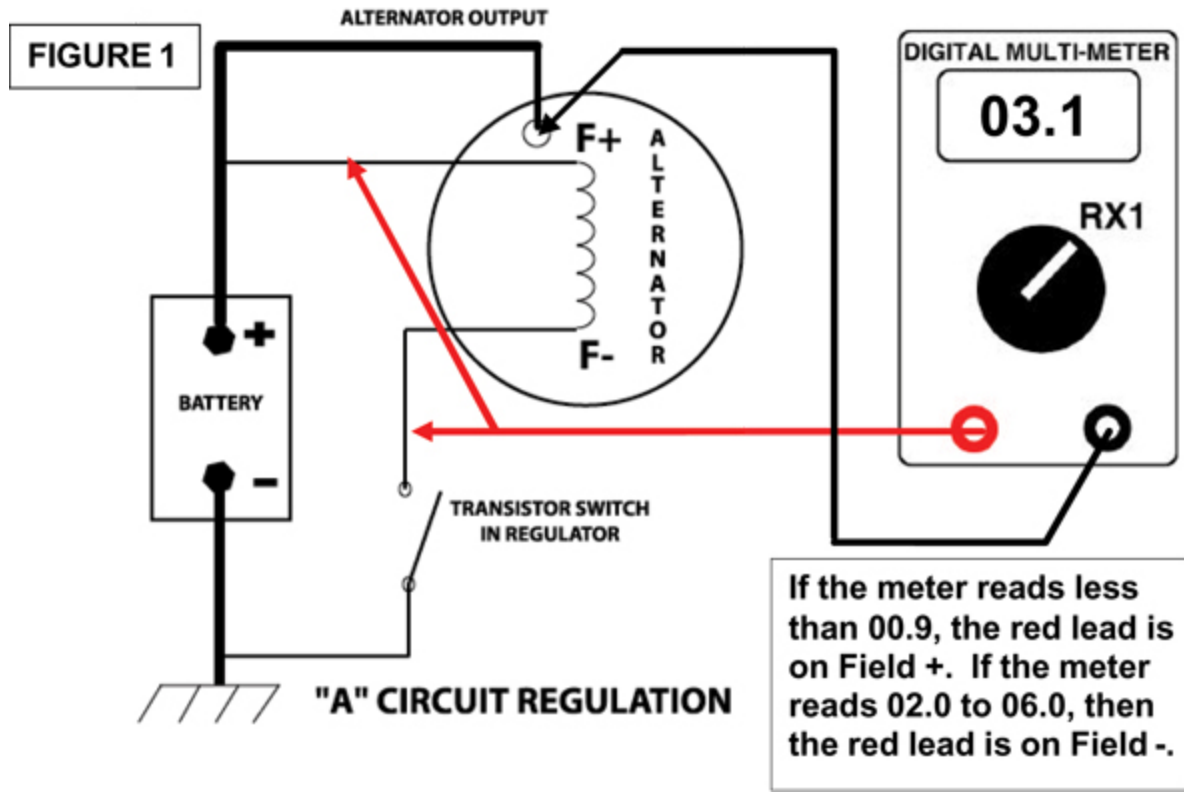 ALTERNATOR OUTPUT
FIGURE 1
DIGITAL MULTI-METER
03.1
RX1
F+
ALTERNATOR
F-
+
BATTERY
-
TRANSISTOR SWITCH
IN REGULATOR
"A" CIRCUIT REGULATION
If the meter reads less
than 00.9, the red lead is
on Field +. If the meter
reads 02.0 to 06.0, then
the red lead is on Field -.